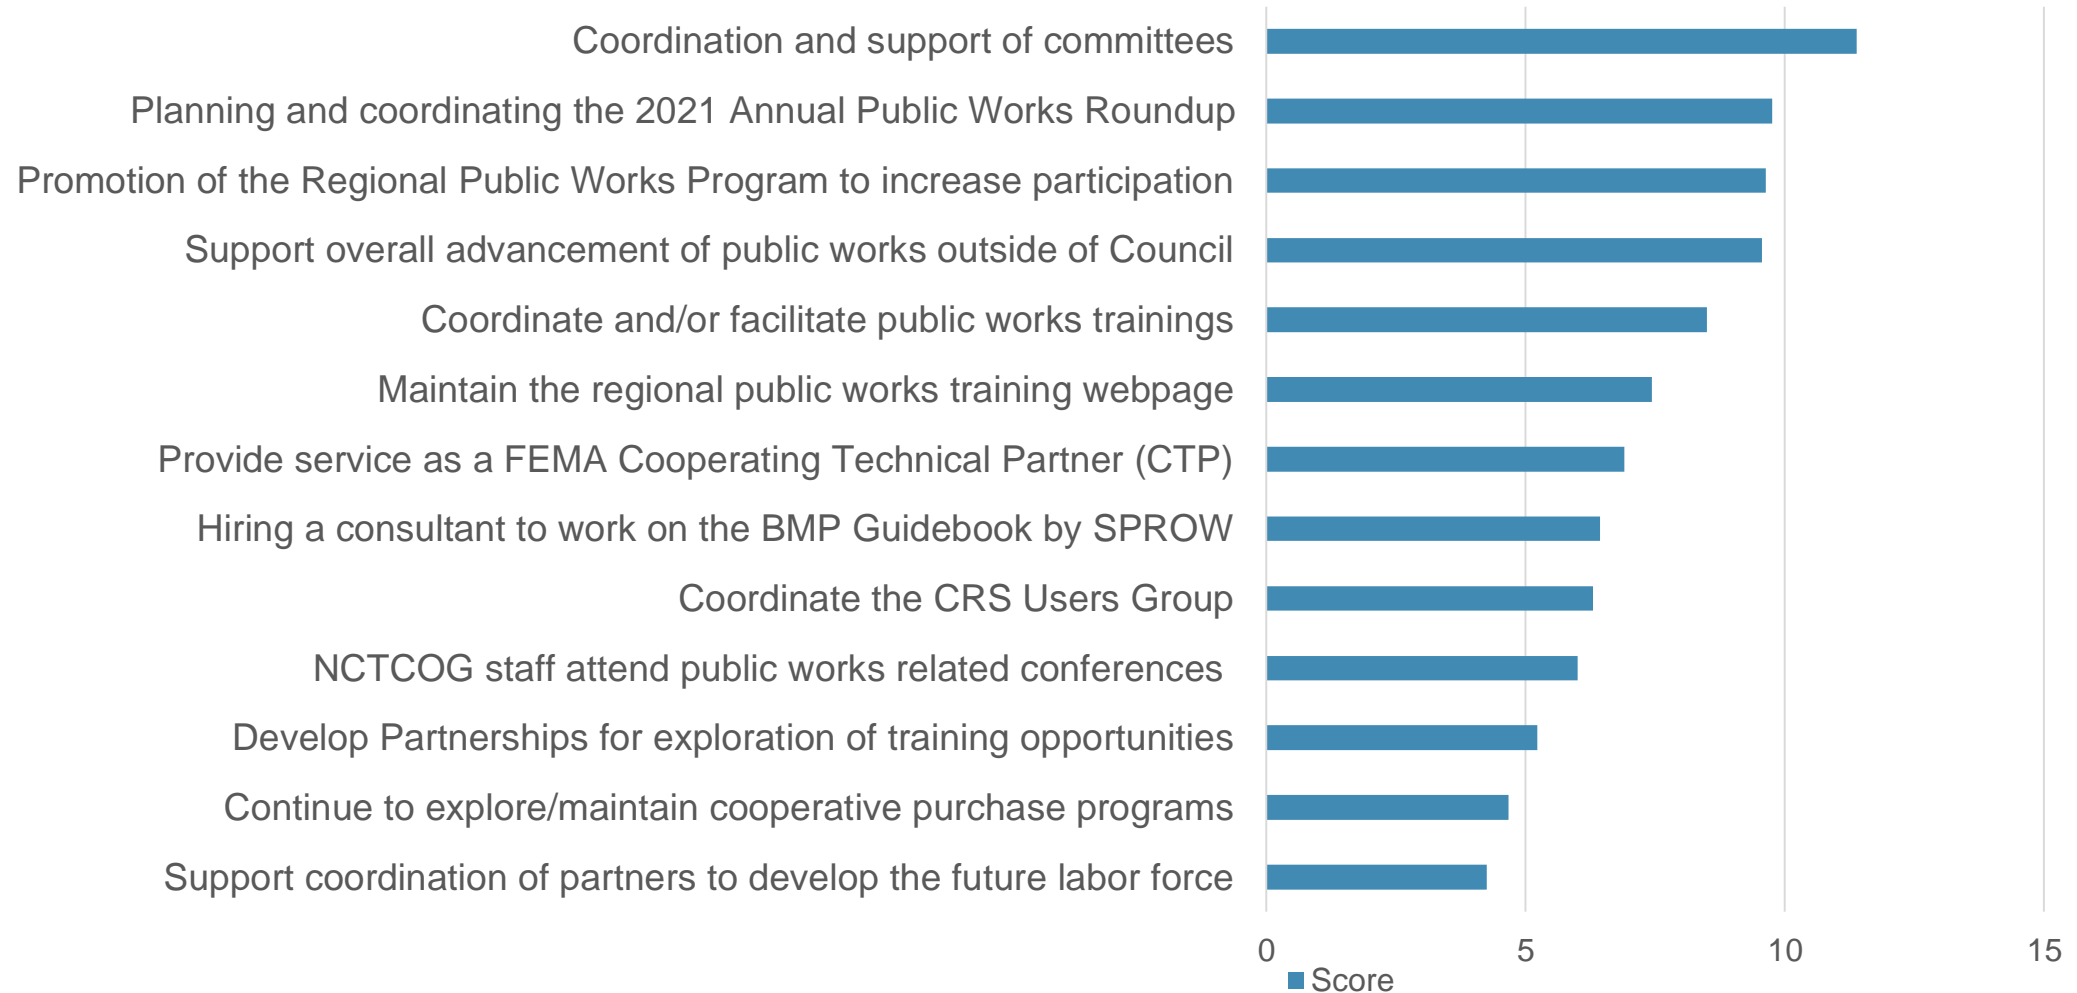 Coordination and support of committees
Planning and coordinating the 2021 Annual Public Works Roundup
Promotion of the Regional Public Works Program to increase participation
Support overall advancement of public works outside of Council
Coordinate and/or facilitate public works trainings
Maintain the regional public works training webpage
Provide service as a FEMA Cooperating Technical Partner (CTP)
Hiring a consultant to work on the BMP Guidebook by SPROW
Coordinate the CRS Users Group
NCTCOG staff attend public works related conferences
Develop Partnerships for exploration of training opportunities
Continue to explore/maintain cooperative purchase programs
Support coordination of partners to develop the future labor force
0 5 10 15
Score